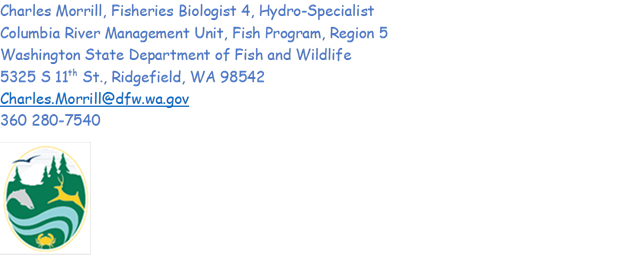 Charles Morrill, Fisheries Biologist 4, Hydro-Specialist
Columbia River Management Unit, Fish Program, Region 5
Washington State Department of Fish and Wildlife
5325 S 11th St., Ridgefield, WA 98542
Charles.Morrill@dfw.wa.gov
360 280-7540